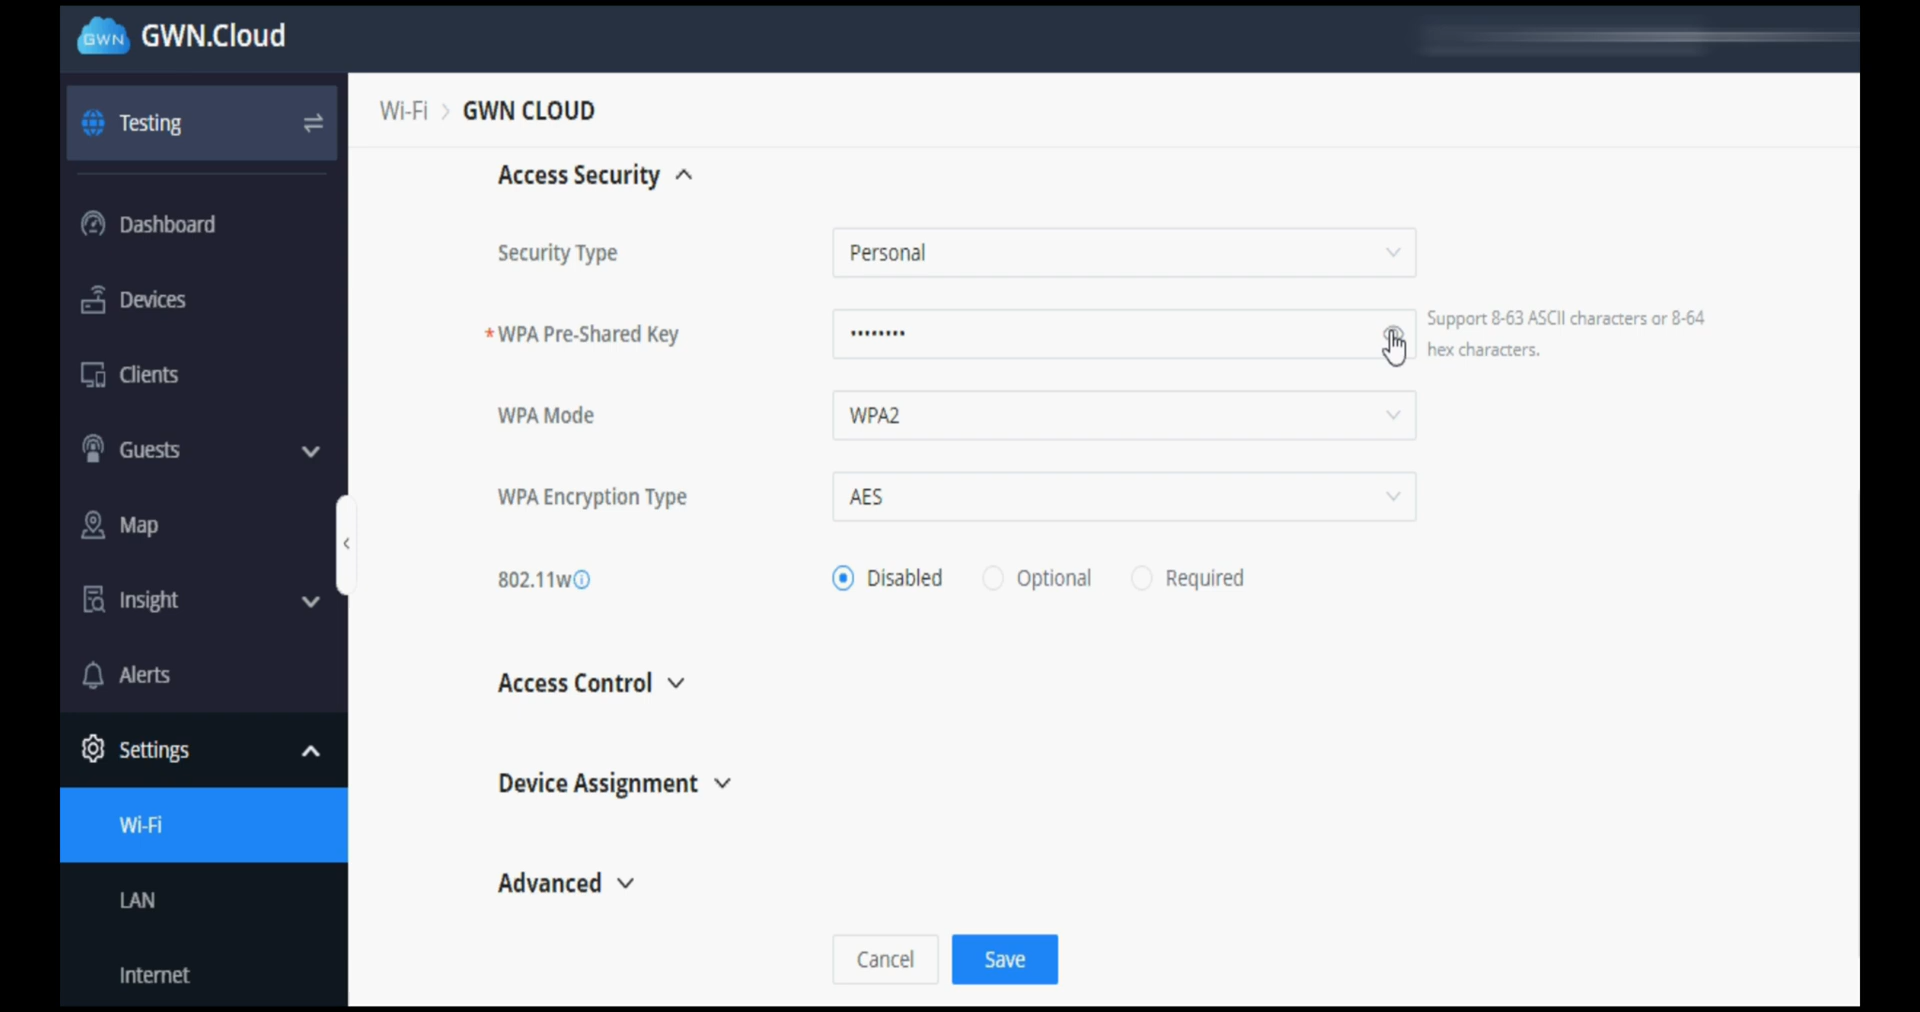 GWN GWN.Cloud
Testing
Wi-Fi > GWN CLOUD
Dashboard
Devices
Clients
Guests
Map
Insight
Alerts
Settings
Wi-Fi
LAN
Internet
Access Security
Security Type Personal
*WPA Pre-Shared Key ••••••••
Support 8-63 ASCII characters or 8-64
hex characters.
WPA Mode WPA2
WPA Encryption Type AES
802.11w Disabled Optional Required
Access Control
Device Assignment
Advanced
Cancel Save